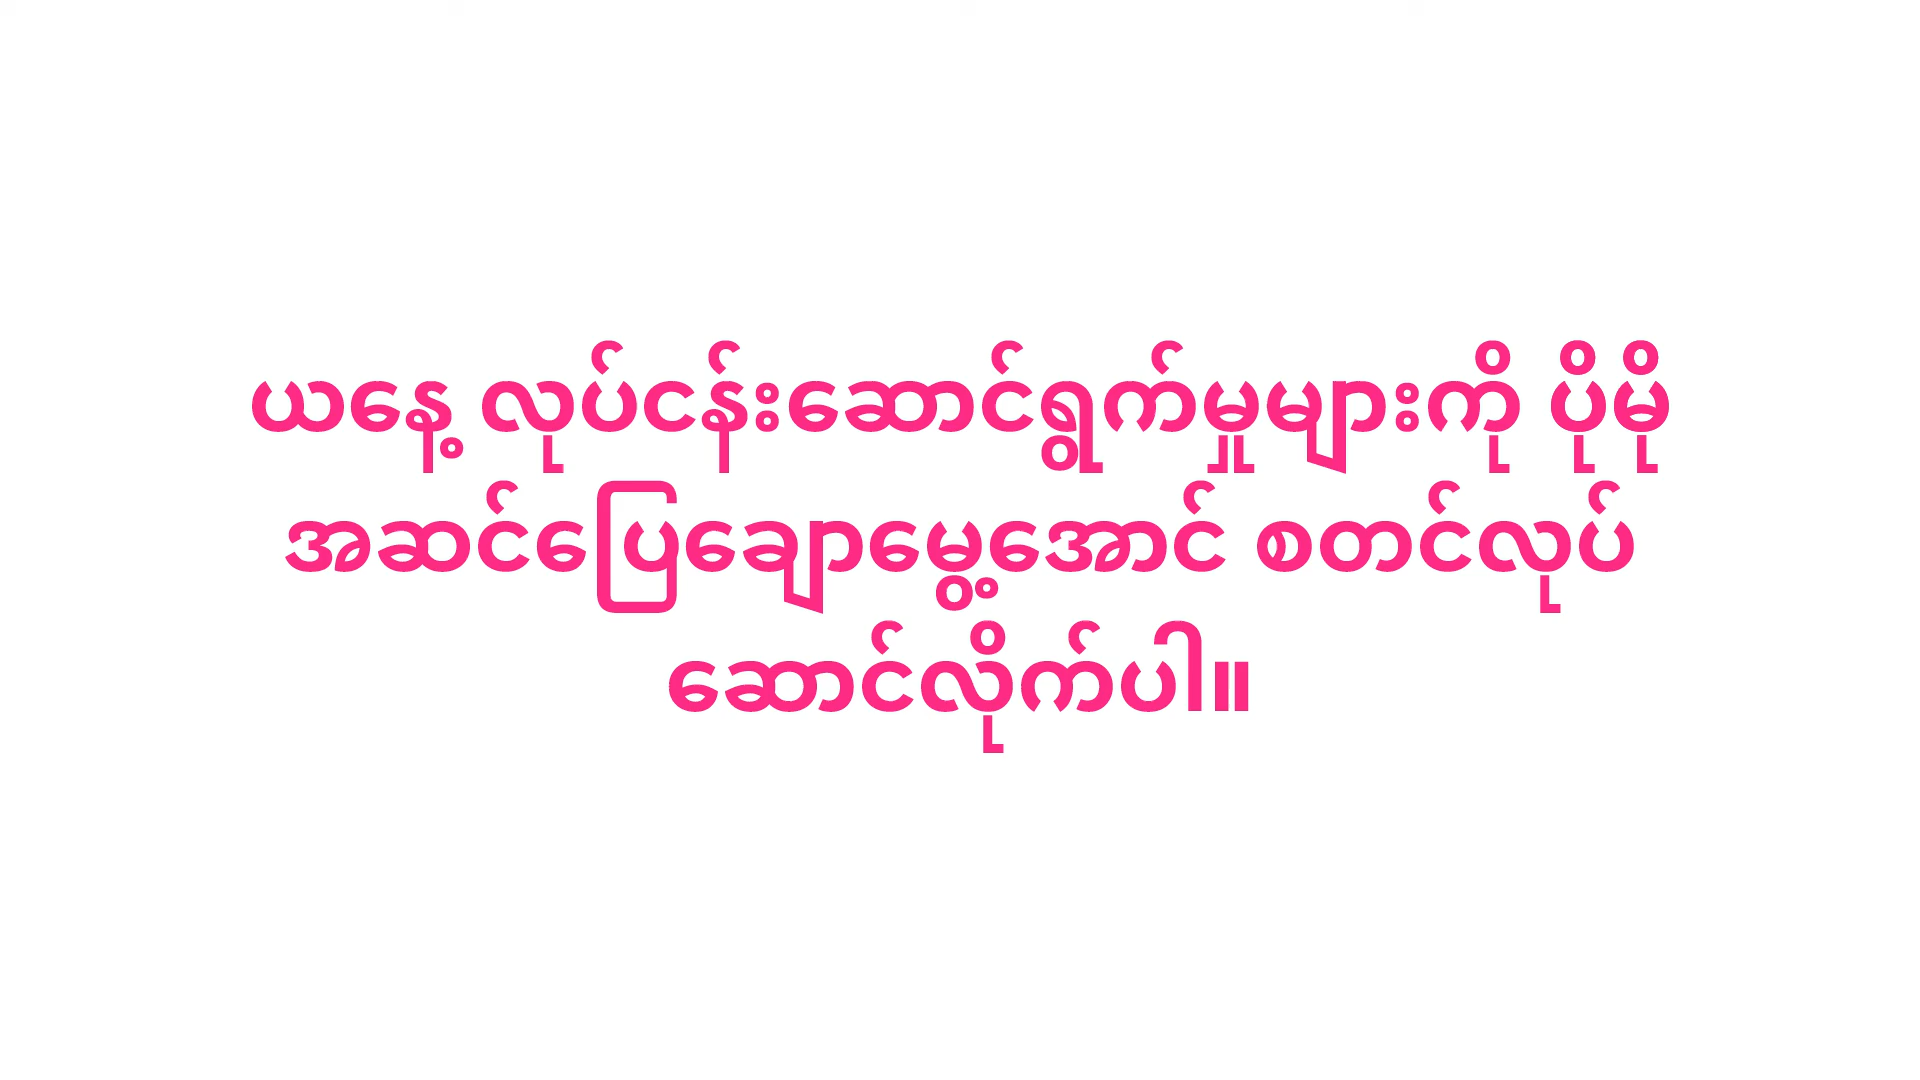 ယနေ့ လုပ်ငန်းဆောင်ရွက်မှုများကို ပိုမို
အဆင်ပြေချောမွေ့အောင် စတင်လုပ်
ဆောင်လိုက်ပါ။